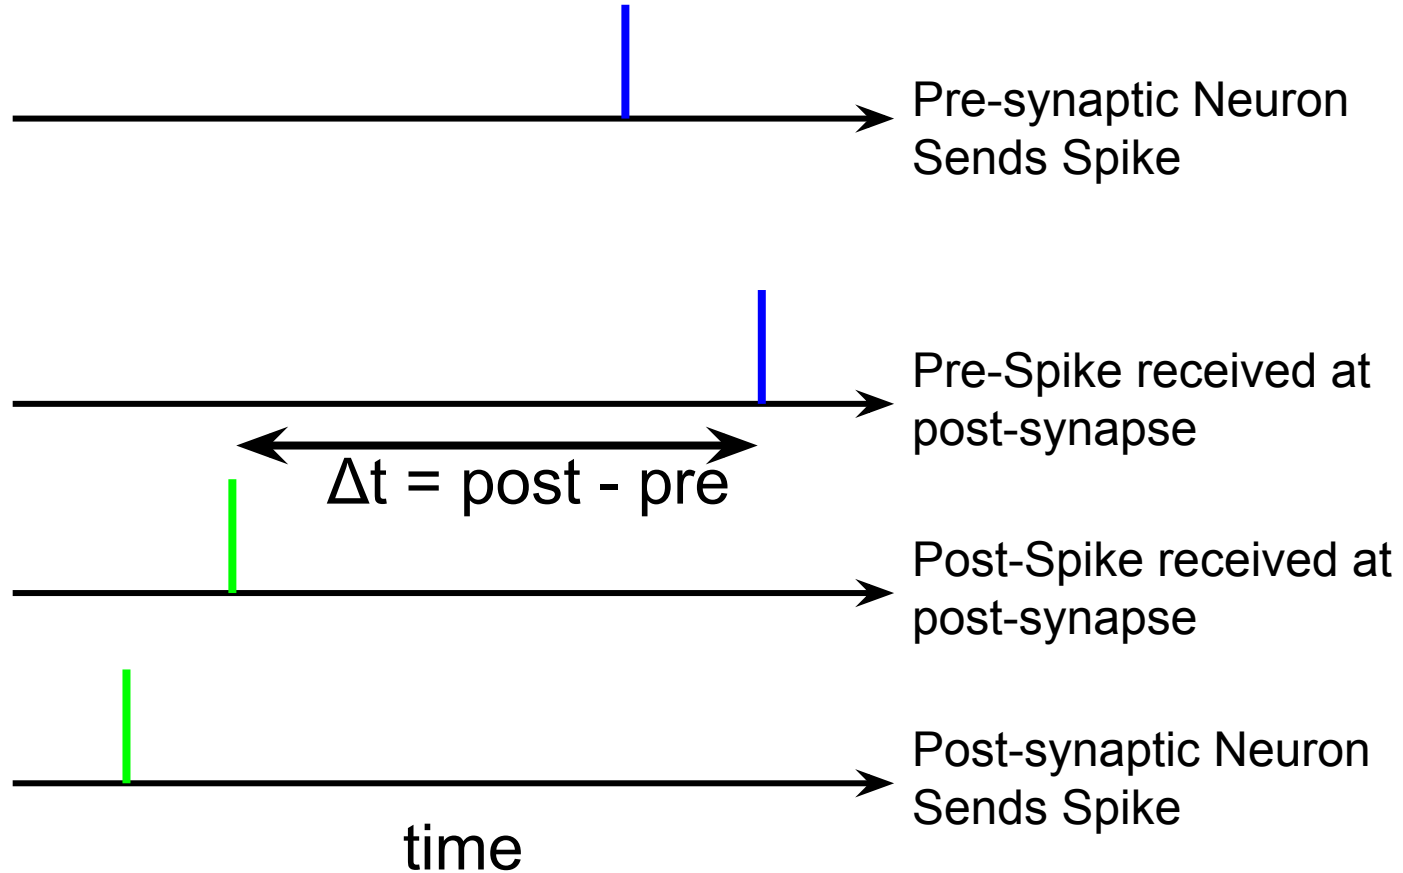 Pre-synaptic Neuron
Sends Spike
Pre-Spike received at
post-synapse
Δt = post - pre
Post-Spike received at
post-synapse
Post-synaptic Neuron
Sends Spike
time